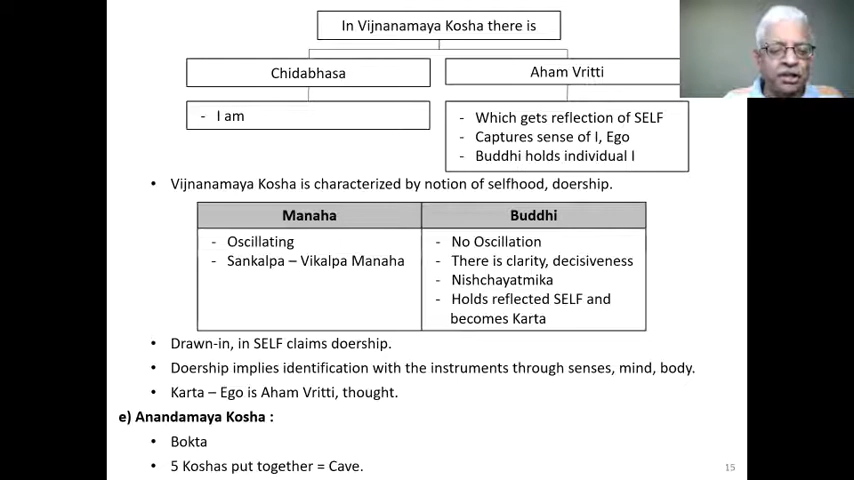 In Vijnanamaya Kosha there is
Chidabhasa
Aham Vritti
- I am
- Which gets reflection of SELF
- Captures sense of I, Ego
- Buddhi holds individual I
• Vijnanamaya Kosha is characterized by notion of selfhood, doership.
Manaha
Buddhi
- Oscillating
- Sankalpa – Vikalpa Manaha
- No Oscillation
- There is clarity, decisiveness
- Nishchayatmika
- Holds reflected SELF and
becomes Karta
• Drawn-in, in SELF claims doership.
• Doership implies identification with the instruments through senses, mind, body.
• Karta – Ego is Aham Vritti, thought.
e) Anandamaya Kosha :
• Bokta
• 5 Koshas put together = Cave.
15